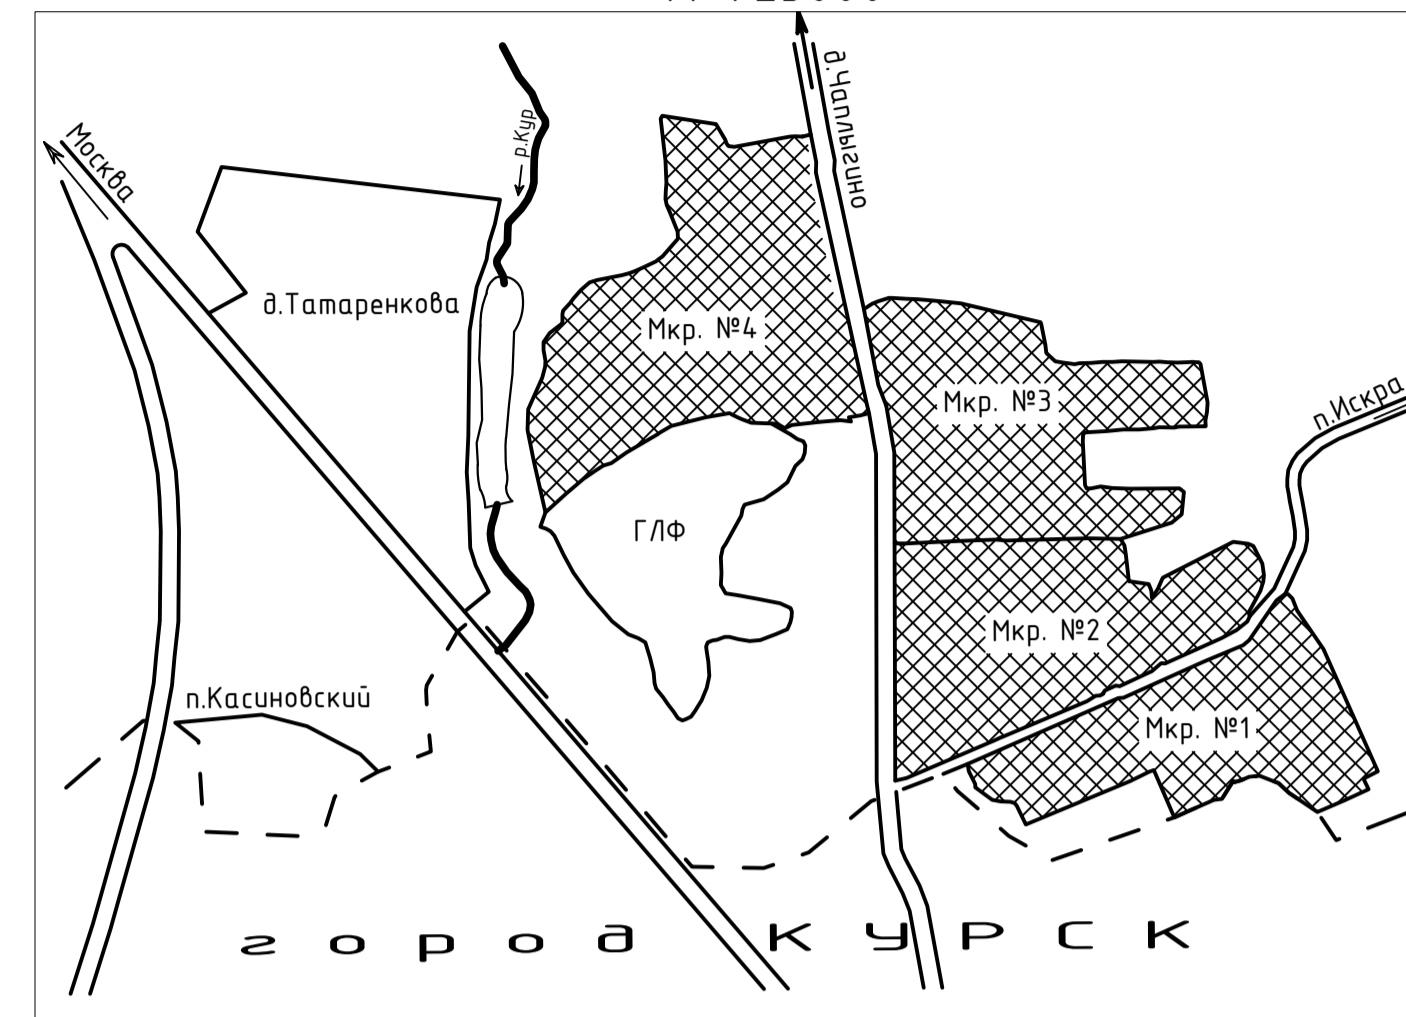 д.Чаплыгино
р.Кур
Москва
д.Татаренкова
Мкр. №4
Мкр. №3
п.Искра
ГЛФ
Мкр. №2
п.Касиновский
Мкр. №1
город КУРСК